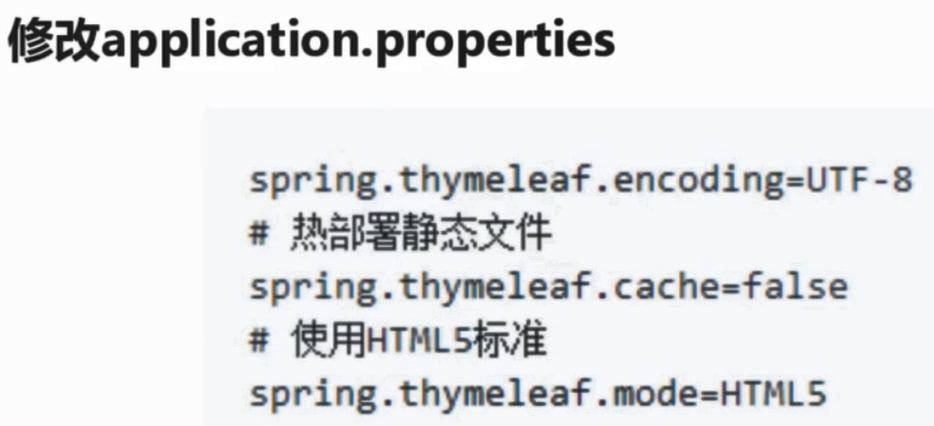 修改application.properties
spring.thymeleaf.encoding=UTF-8
# 热部署静态文件
spring.thymeleaf.cache=false
# 使用HTML5标准
spring.thymeleaf.mode=HTML5